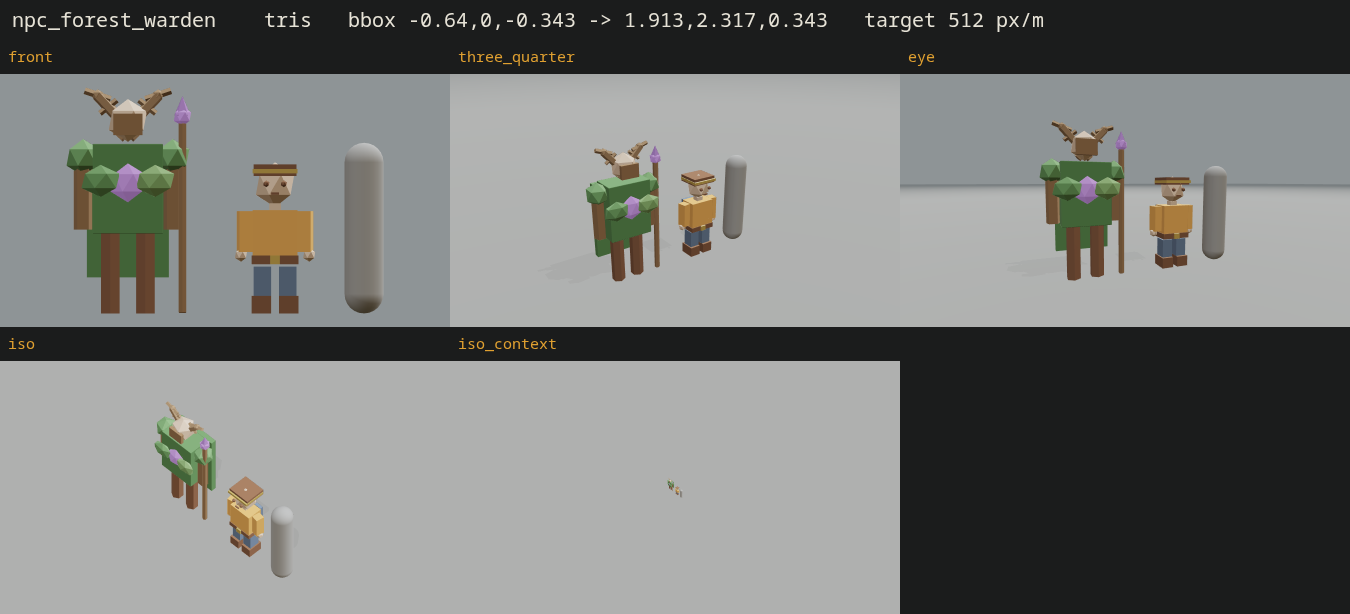 npc_forest_warden    tris   bbox -0.64,0,-0.343 -> 1.913,2.317,0.343   target 512 px/m
front
three_quarter
eye
iso
iso_context